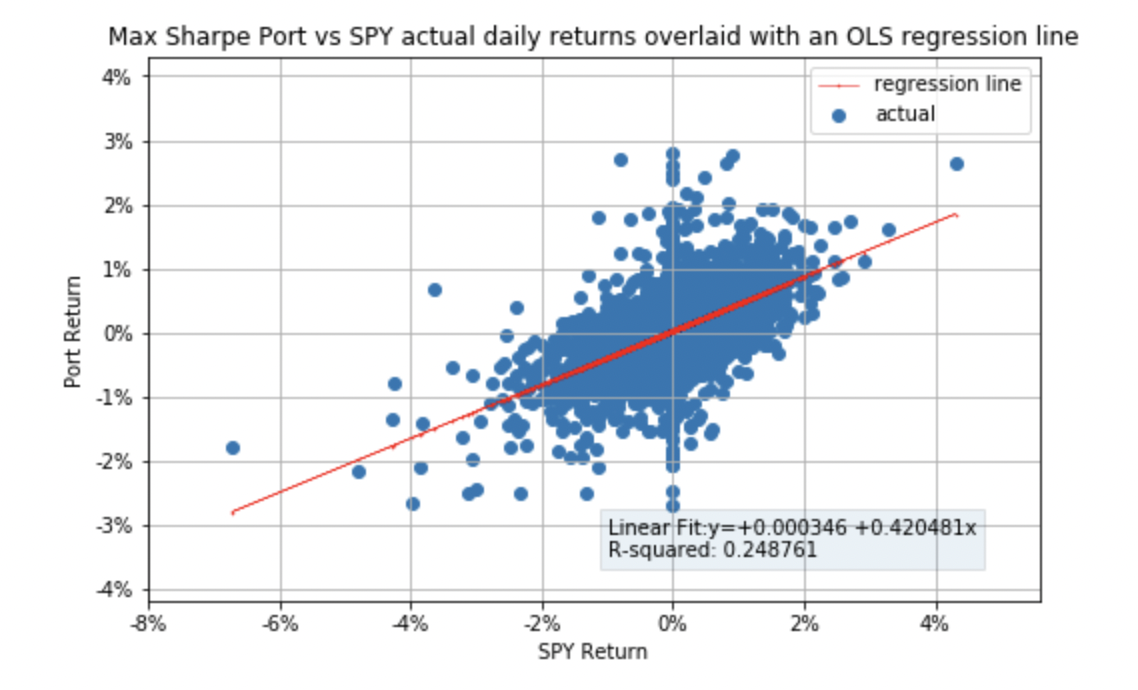 Max Sharpe Port vs SPY actual daily returns overlaid with an OLS regression line
4%
3%
2%
1%
0%
-1%
-2%
-3%
-4%
Port Return
regression line
actual
Linear Fit:y=+0.000346 +0.420481x
R-squared: 0.248761
-8%
-6%
-4%
-2%
0%
2%
4%
SPY Return